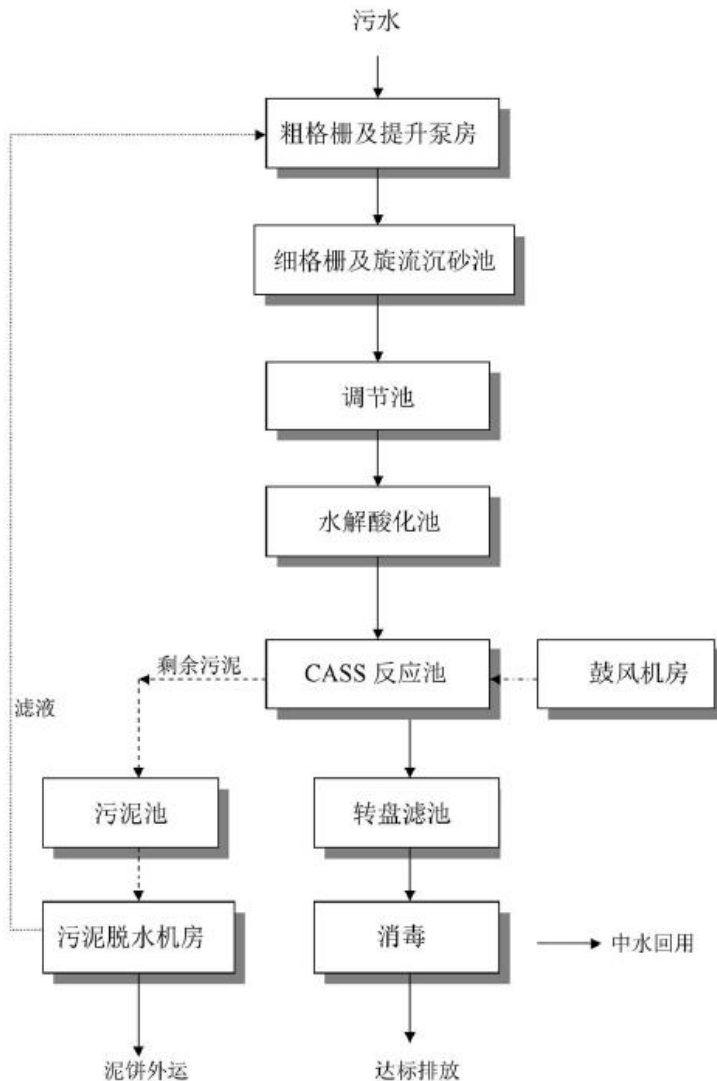 污水
粗格栅及提升泵房
细格栅及旋流沉砂池
调节池
水解酸化池
剩余污泥
CASS 反应池
鼓风机房
滤液
污泥池
转盘滤池
污泥脱水机房
消毒
中水回用
泥饼外运
达标排放